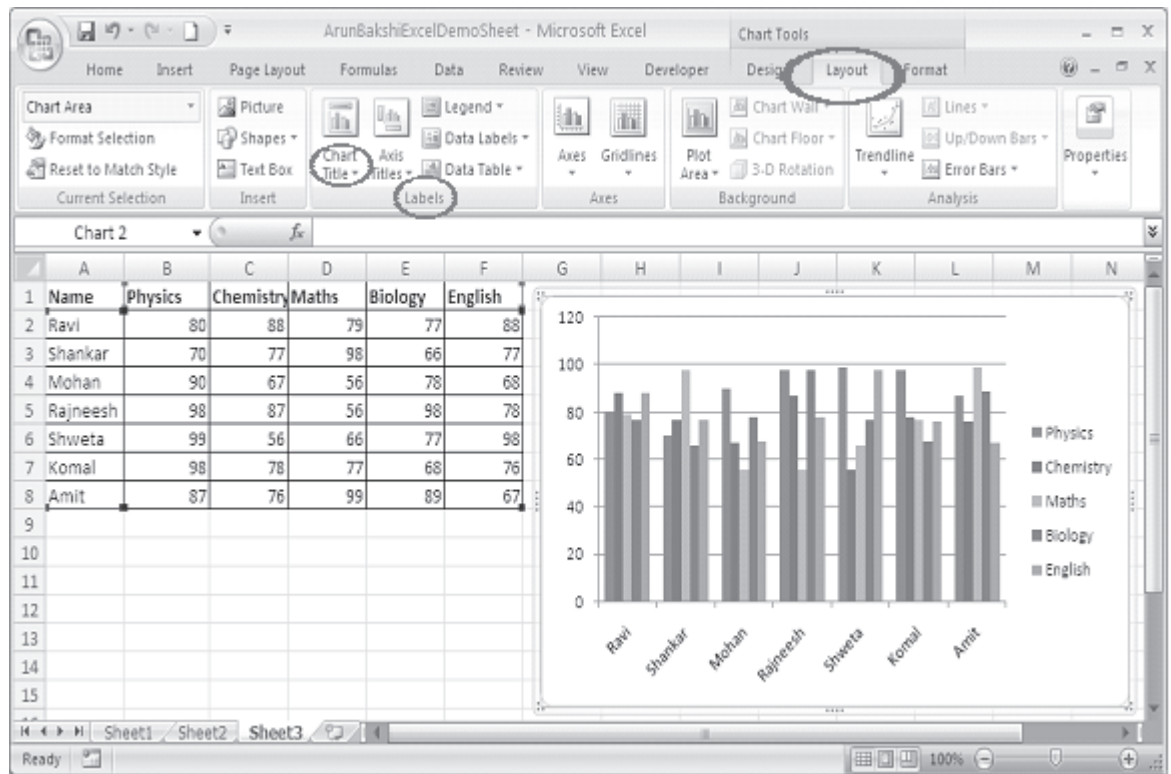 ArunBakshiExcelDemoSheet - Microsoft Excel Chart Tools
Home Insert Page Layout Formulas Data Review View Developer Design Layout Format
Chart Area
Format Selection
Reset to Match Style
Current Selection
Picture
Shapes
Text Box
Insert
Chart Title
Axis Titles
Legend
Data Labels
Data Table
Labels
Axes
Gridlines
Axes
Plot Area
Chart Wall
Chart Floor
3-D Rotation
Background
Trendline
Lines
Up/Down Bars
Error Bars
Analysis
Properties
Chart 2 fx
A B C D E F G H I J K L M N
1 Name Physics Chemistry Maths Biology English
2 Ravi 80 88 79 77 88
3 Shankar 70 77 98 66 77
4 Mohan 90 67 56 78 68
5 Rajneesh 98 87 56 98 78
6 Shweta 99 56 66 77 98
7 Komal 98 78 77 68 76
8 Amit 87 76 99 89 67
9
10
11
12
13
14
15
120
100
80
60
40
20
0
Ravi Shankar Mohan Rajneesh Shweta Komal Amit
Physics
Chemistry
Maths
Biology
English
Sheet1 Sheet2 Sheet3
Ready 100%